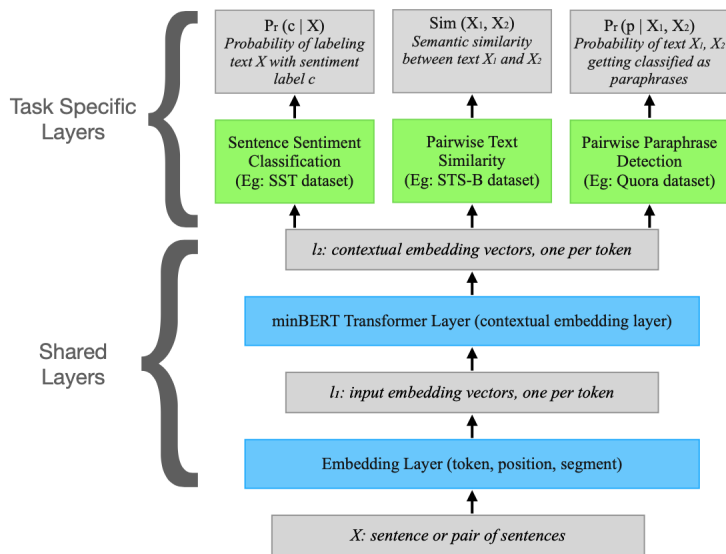 Task Specific
Layers
Pr (c | X)
Probability of labeling
text X with sentiment
label c
Sim (X1, X2)
Semantic similarity
between text X1 and X2
Pr (p | X1, X2)
Probability of text X1, X2
getting classified as
paraphrases
Sentence Sentiment
Classification
(Eg: SST dataset)
Pairwise Text
Similarity
(Eg: STS-B dataset)
Pairwise Paraphrase
Detection
(Eg: Quora dataset)
Shared
Layers
l2: contextual embedding vectors, one per token
minBERT Transformer Layer (contextual embedding layer)
l1: input embedding vectors, one per token
Embedding Layer (token, position, segment)
X: sentence or pair of sentences